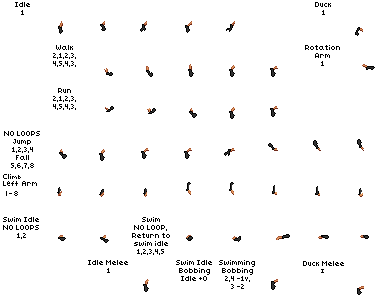 Idle
1
Duck
1
Walk
2,1,2,3,
4,5,4,3,
Rotation
Arm
1
Run
2,1,2,3,
4,5,4,3,
NO LOOPS
Jump
1,2,3,4
Fall
5,6,7,8
Climb
Left Arm
1-8
Swim Idle
NO LOOPS
1,2
Swim
NO LOOP,
Return to
swim idle
1,2,3,4,5
Swim Idle
Bobbing
Idle +0
Swimming
Bobbing
2,4 -1v,
3 -2
Idle Melee
1
Duck Melee
1